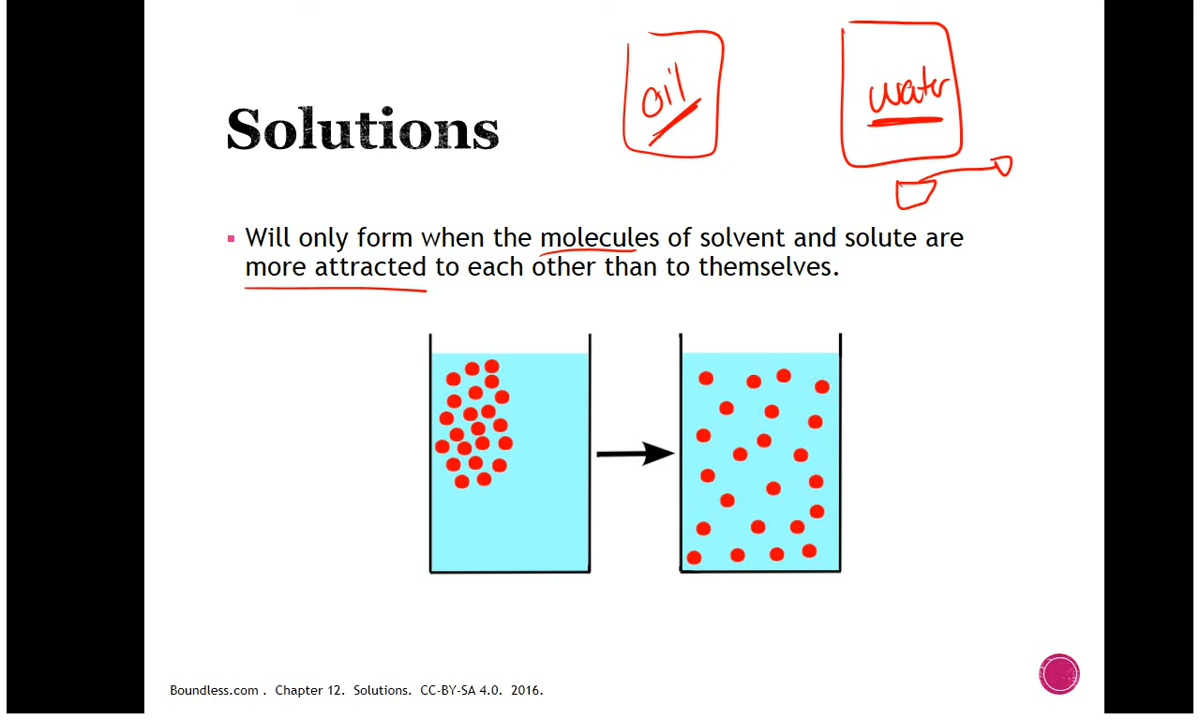 oil
water
Solutions
Will only form when the molecules of solvent and solute are
more attracted to each other than to themselves.
Boundless.com . Chapter 12. Solutions. CC-BY-SA 4.0. 2016.